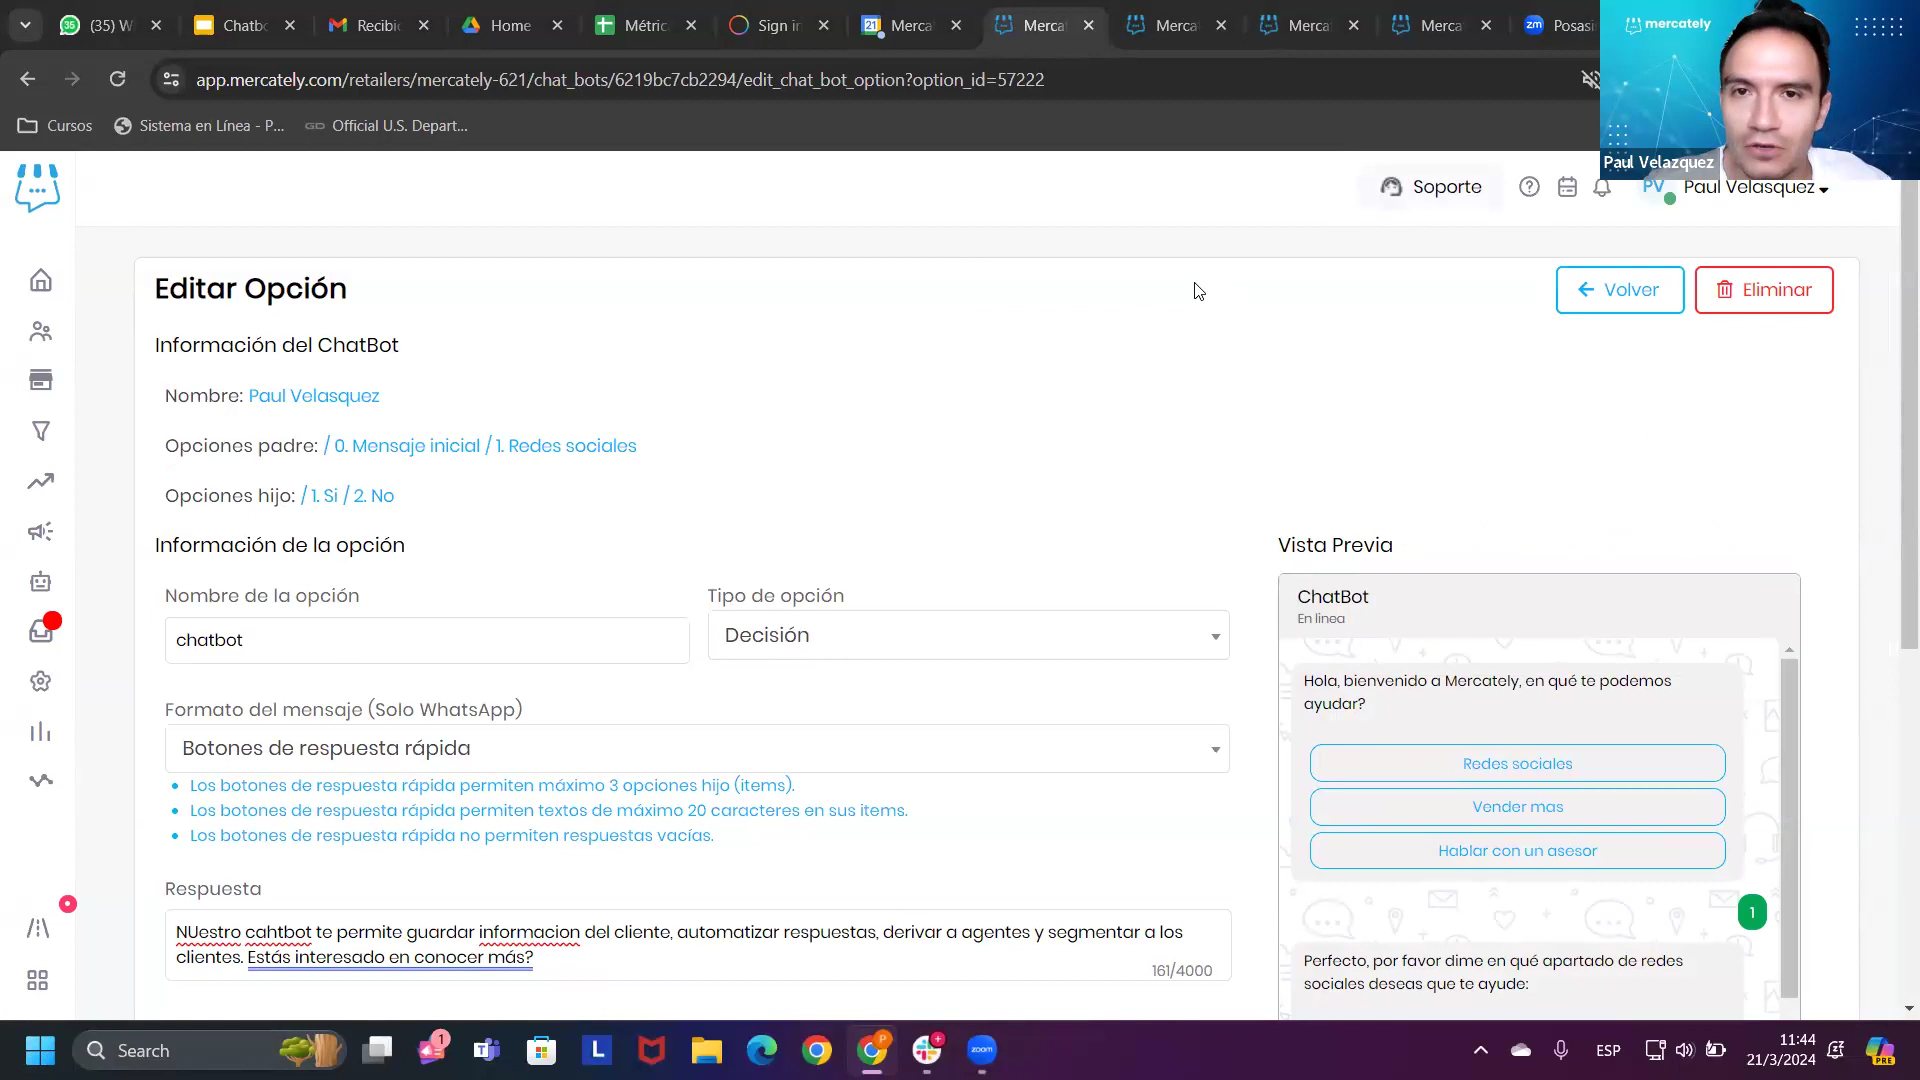 (35) W
Chatbo
Recibi
Home
Métric
Sign in
Merca
Merca
Merca
Merca
Merca
Posasi
app.mercately.com/retailers/mercately-621/chat_bots/6219bc7cb2294/edit_chat_bot_option?option_id=57222
Cursos
Sistema en Línea - P...
Official U.S. Depart...
mercately
Paul Velazquez
Soporte
PV
Paul Velasquez
Editar Opción
Volver
Eliminar
Información del ChatBot
Nombre: Paul Velasquez
Opciones padre: / 0. Mensaje inicial / 1. Redes sociales
Opciones hijo: / 1. Si / 2. No
Información de la opción
Vista Previa
Nombre de la opción
Tipo de opción
chatbot
Decisión
Formato del mensaje (Solo WhatsApp)
Botones de respuesta rápida
Los botones de respuesta rápida permiten máximo 3 opciones hijo (items).
Los botones de respuesta rápida permiten textos de máximo 20 caracteres en sus items.
Los botones de respuesta rápida no permiten respuestas vacías.
Respuesta
NUestro cahtbot te permite guardar informacion del cliente, automatizar respuestas, derivar a agentes y segmentar a los
clientes. Estás interesado en conocer más?
161/4000
ChatBot
En linea
Hola, bienvenido a Mercately, en qué te podemos
ayudar?
Redes sociales
Vender mas
Hablar con un asesor
1
Perfecto, por favor dime en qué apartado de redes
sociales deseas que te ayude:
Search
1
L
zoom
ESP
11:44
21/3/2024
PRE